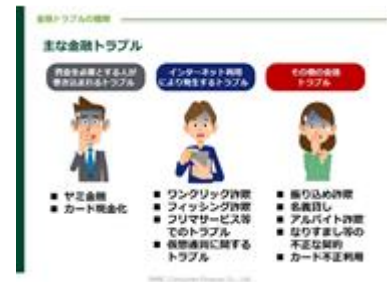 金融トラブルの種類
主な金融トラブル
資金を必要とする人が
巻き込まれるトラブル
インターネット利用
により発生するトラブル
その他の金融
トラブル
■ ヤミ金融
■ カード現金化
■ ワンクリック詐欺
■ フィッシング詐欺
■ フリマサービス等
でのトラブル
■ 仮想通貨に関する
トラブル
■ 振り込め詐欺
■ 名義貸し
■ アルバイト詐欺
■ なりすまし等の
不正な契約
■ カード不正利用